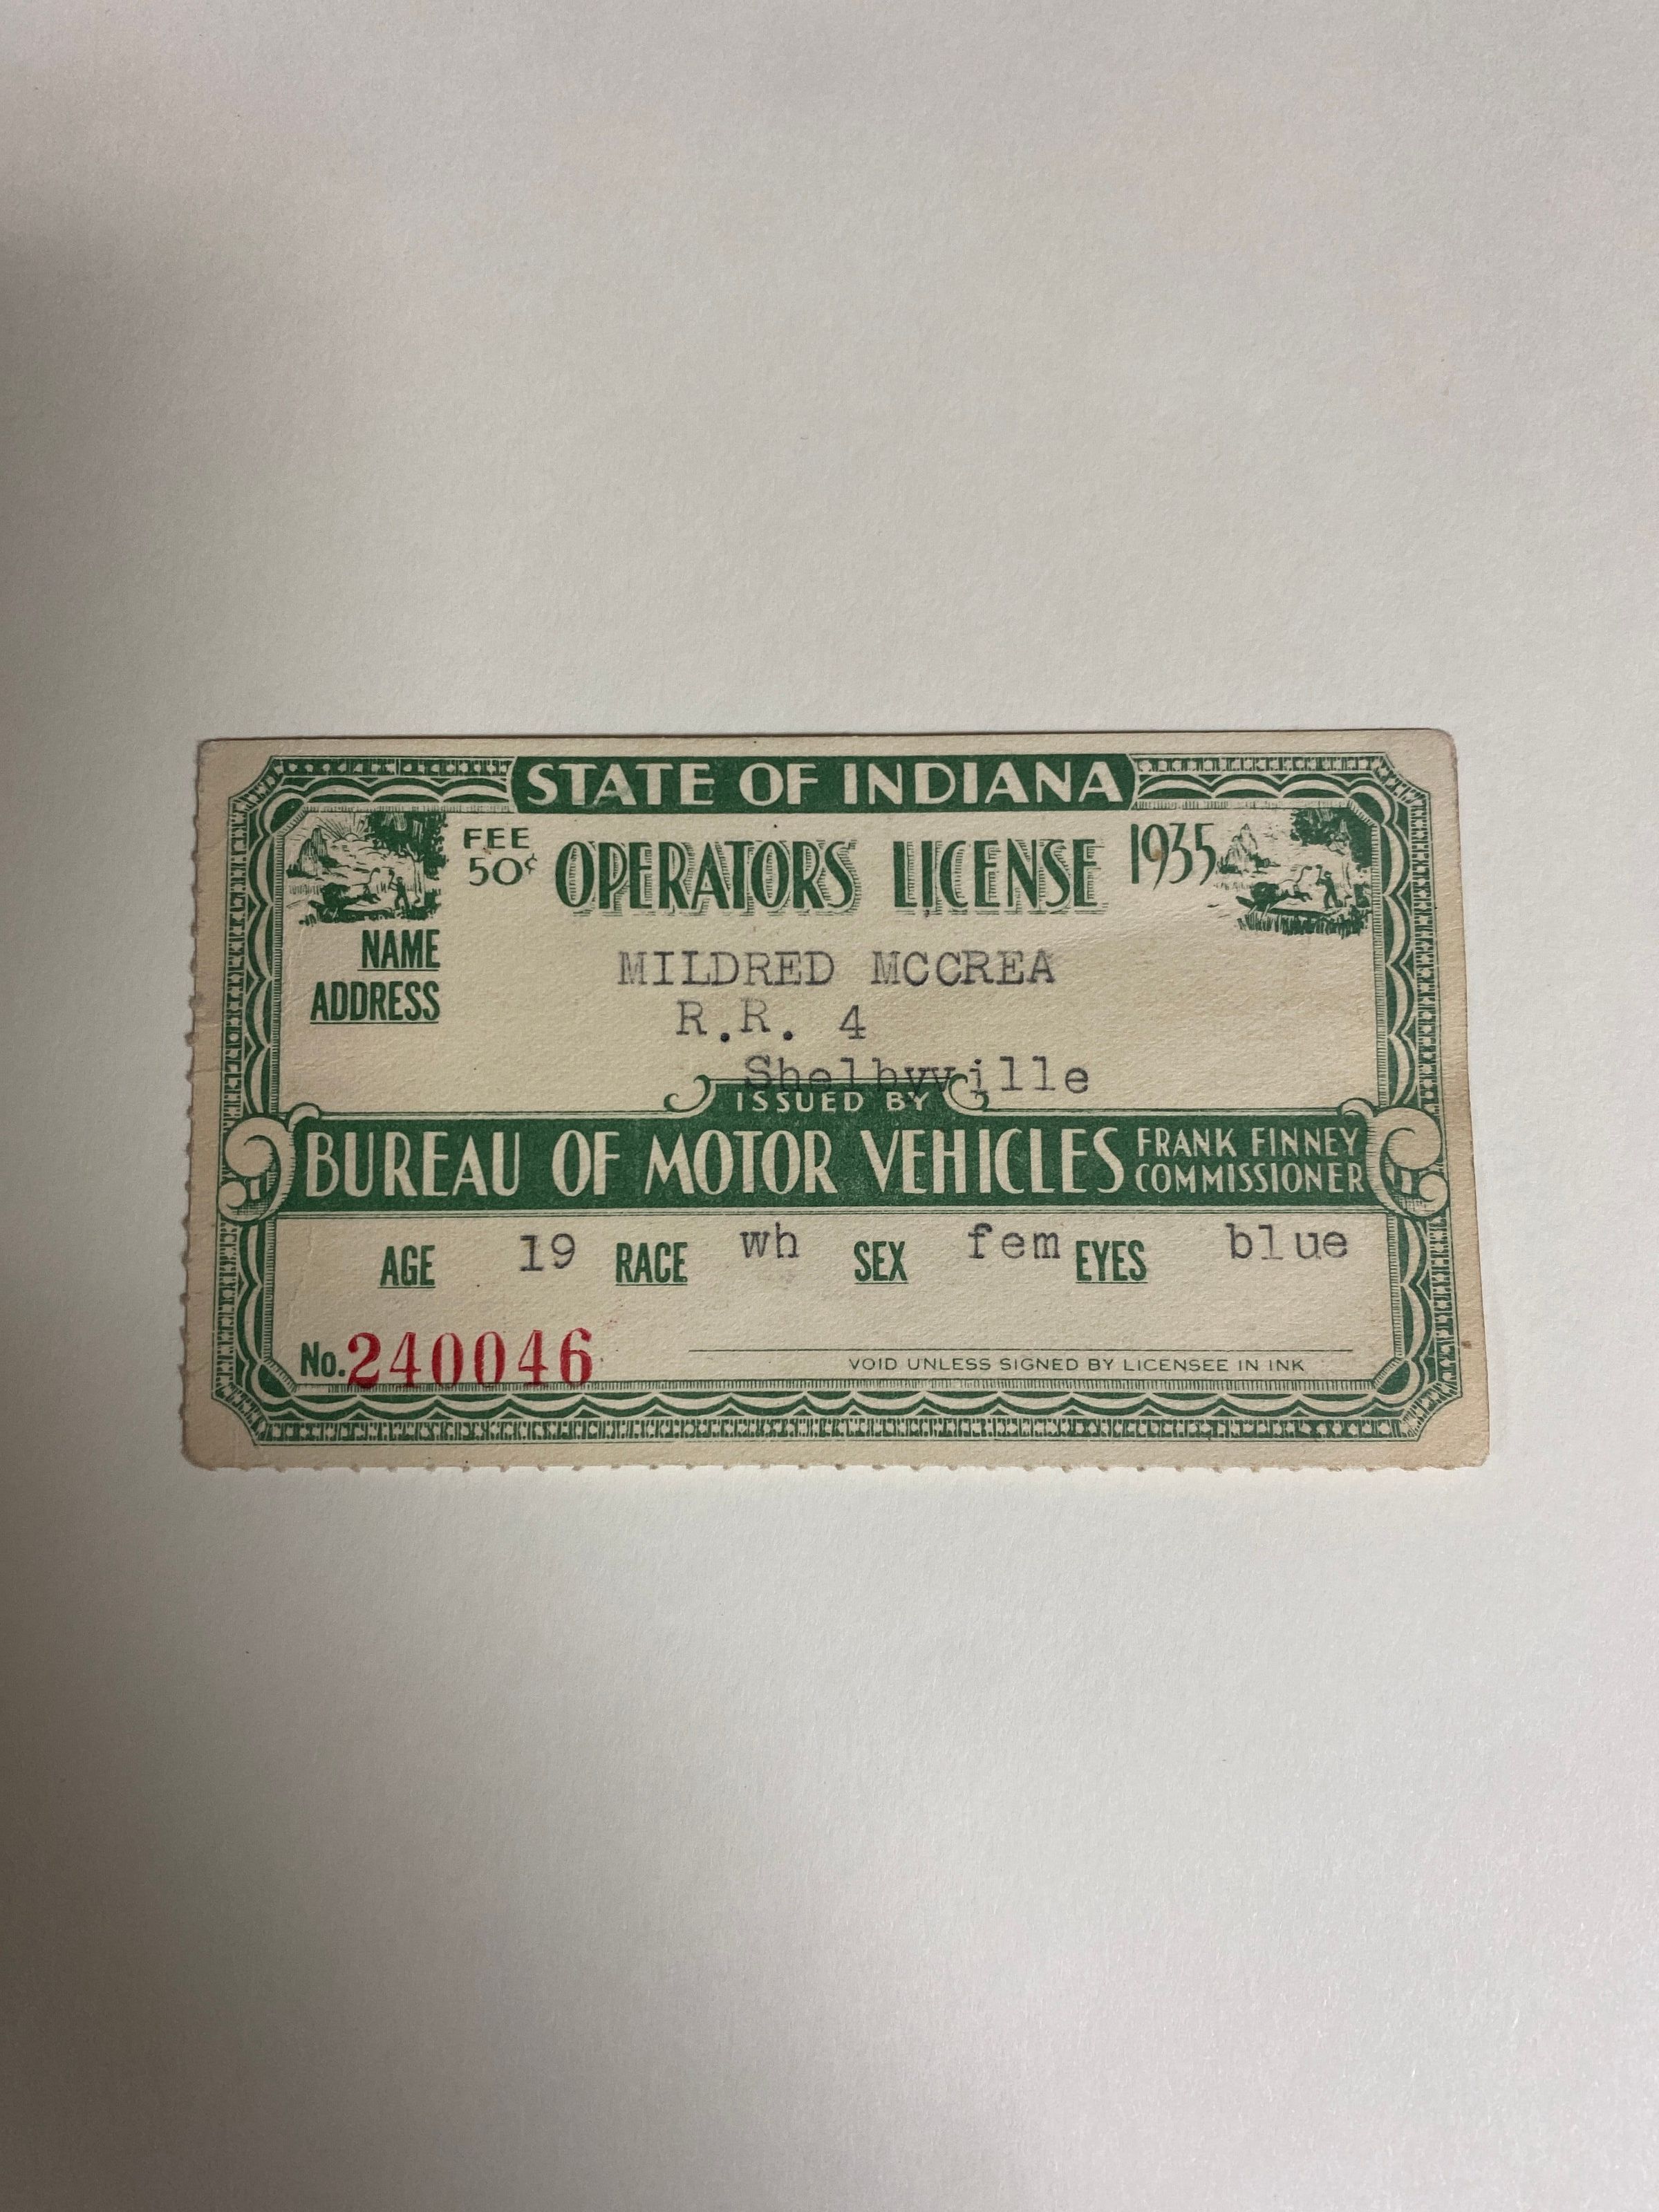 STATE OF INDIANA
FEE
50¢
OPERATORS LICENSE
1935
NAME
MILDRED MCCREA
ADDRESS
R.R. 4
Shelbyville
ISSUED BY
BUREAU OF MOTOR VEHICLES
FRANK FINNEY
COMMISSIONER
AGE 19 RACE wh SEX fem EYES blue
No. 240046
VOID UNLESS SIGNED BY LICENSEE IN INK